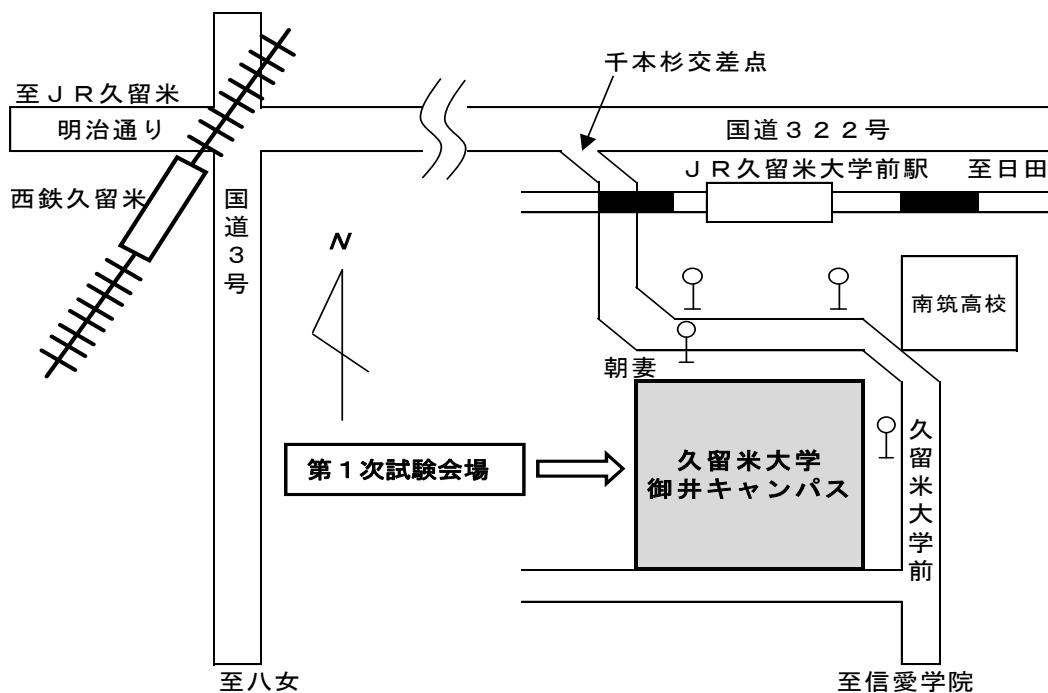 千本杉交差点
至ＪＲ久留米
明治通り
国道３２２号
ＪＲ久留米大学前駅
至日田
西鉄久留米
国道３号
N
南筑高校
朝妻
第１次試験会場
久留米大学
御井キャンパス
久留米大学前
至八女
至信愛学院